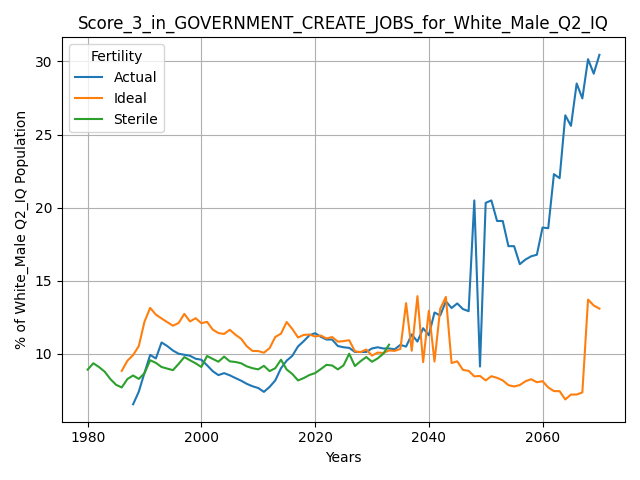 Score_3_in_GOVERNMENT_CREATE_JOBS_for_White_Male_Q2_IQ
Fertility
Actual
Ideal
Sterile
% of White_Male Q2_IQ Population
30
25
20
15
10
1980
2000
2020
2040
2060
Years